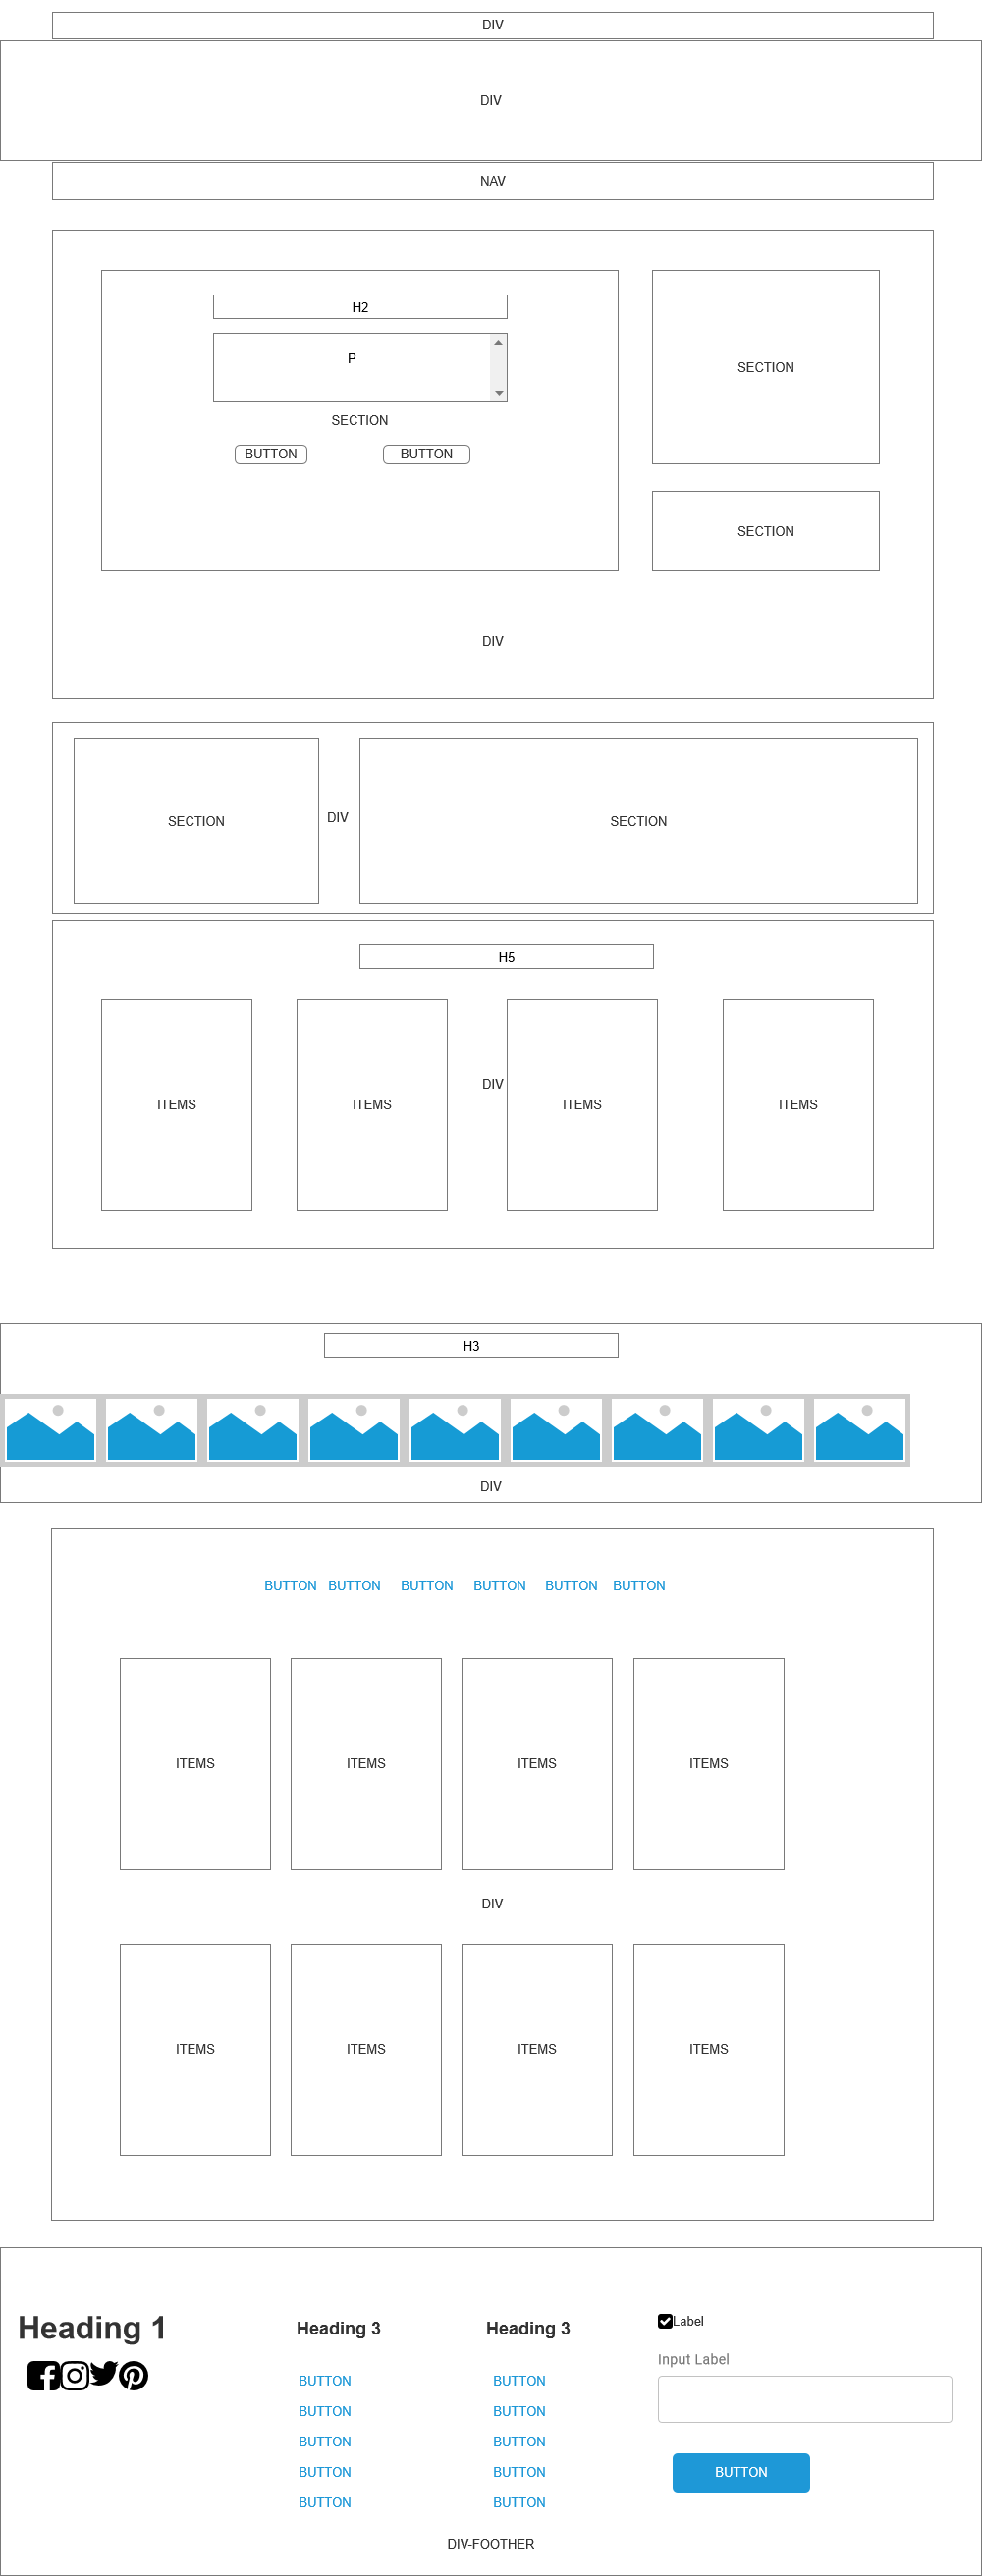 DIV
DIV
NAV
H2
P
SECTION
BUTTON BUTTON
SECTION
SECTION
DIV
SECTION DIV SECTION
H5
DIV
ITEMS ITEMS ITEMS ITEMS
H3
DIV
BUTTON BUTTON BUTTON BUTTON BUTTON BUTTON
ITEMS ITEMS ITEMS ITEMS
DIV
ITEMS ITEMS ITEMS ITEMS
Heading 1
Heading 3
BUTTON
BUTTON
BUTTON
BUTTON
BUTTON
Heading 3
BUTTON
BUTTON
BUTTON
BUTTON
BUTTON
Label
Input Label
BUTTON
DIV-FOOTHER